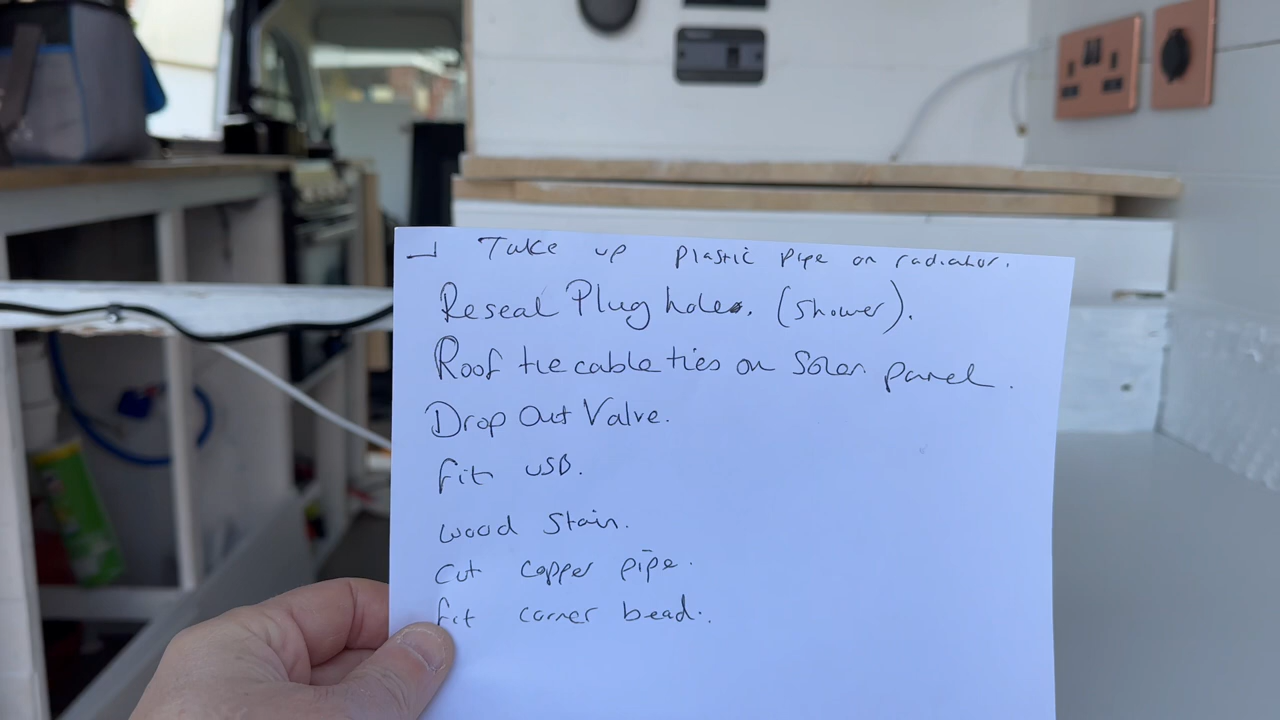 Take up plastic pipe on radiator.
Reseal Plug hole. (shower).
Roof tie cable ties on Solar panel.
Drop Out Valve.
fit USB.
wood Stain.
cut copper pipe.
fit corner bead.